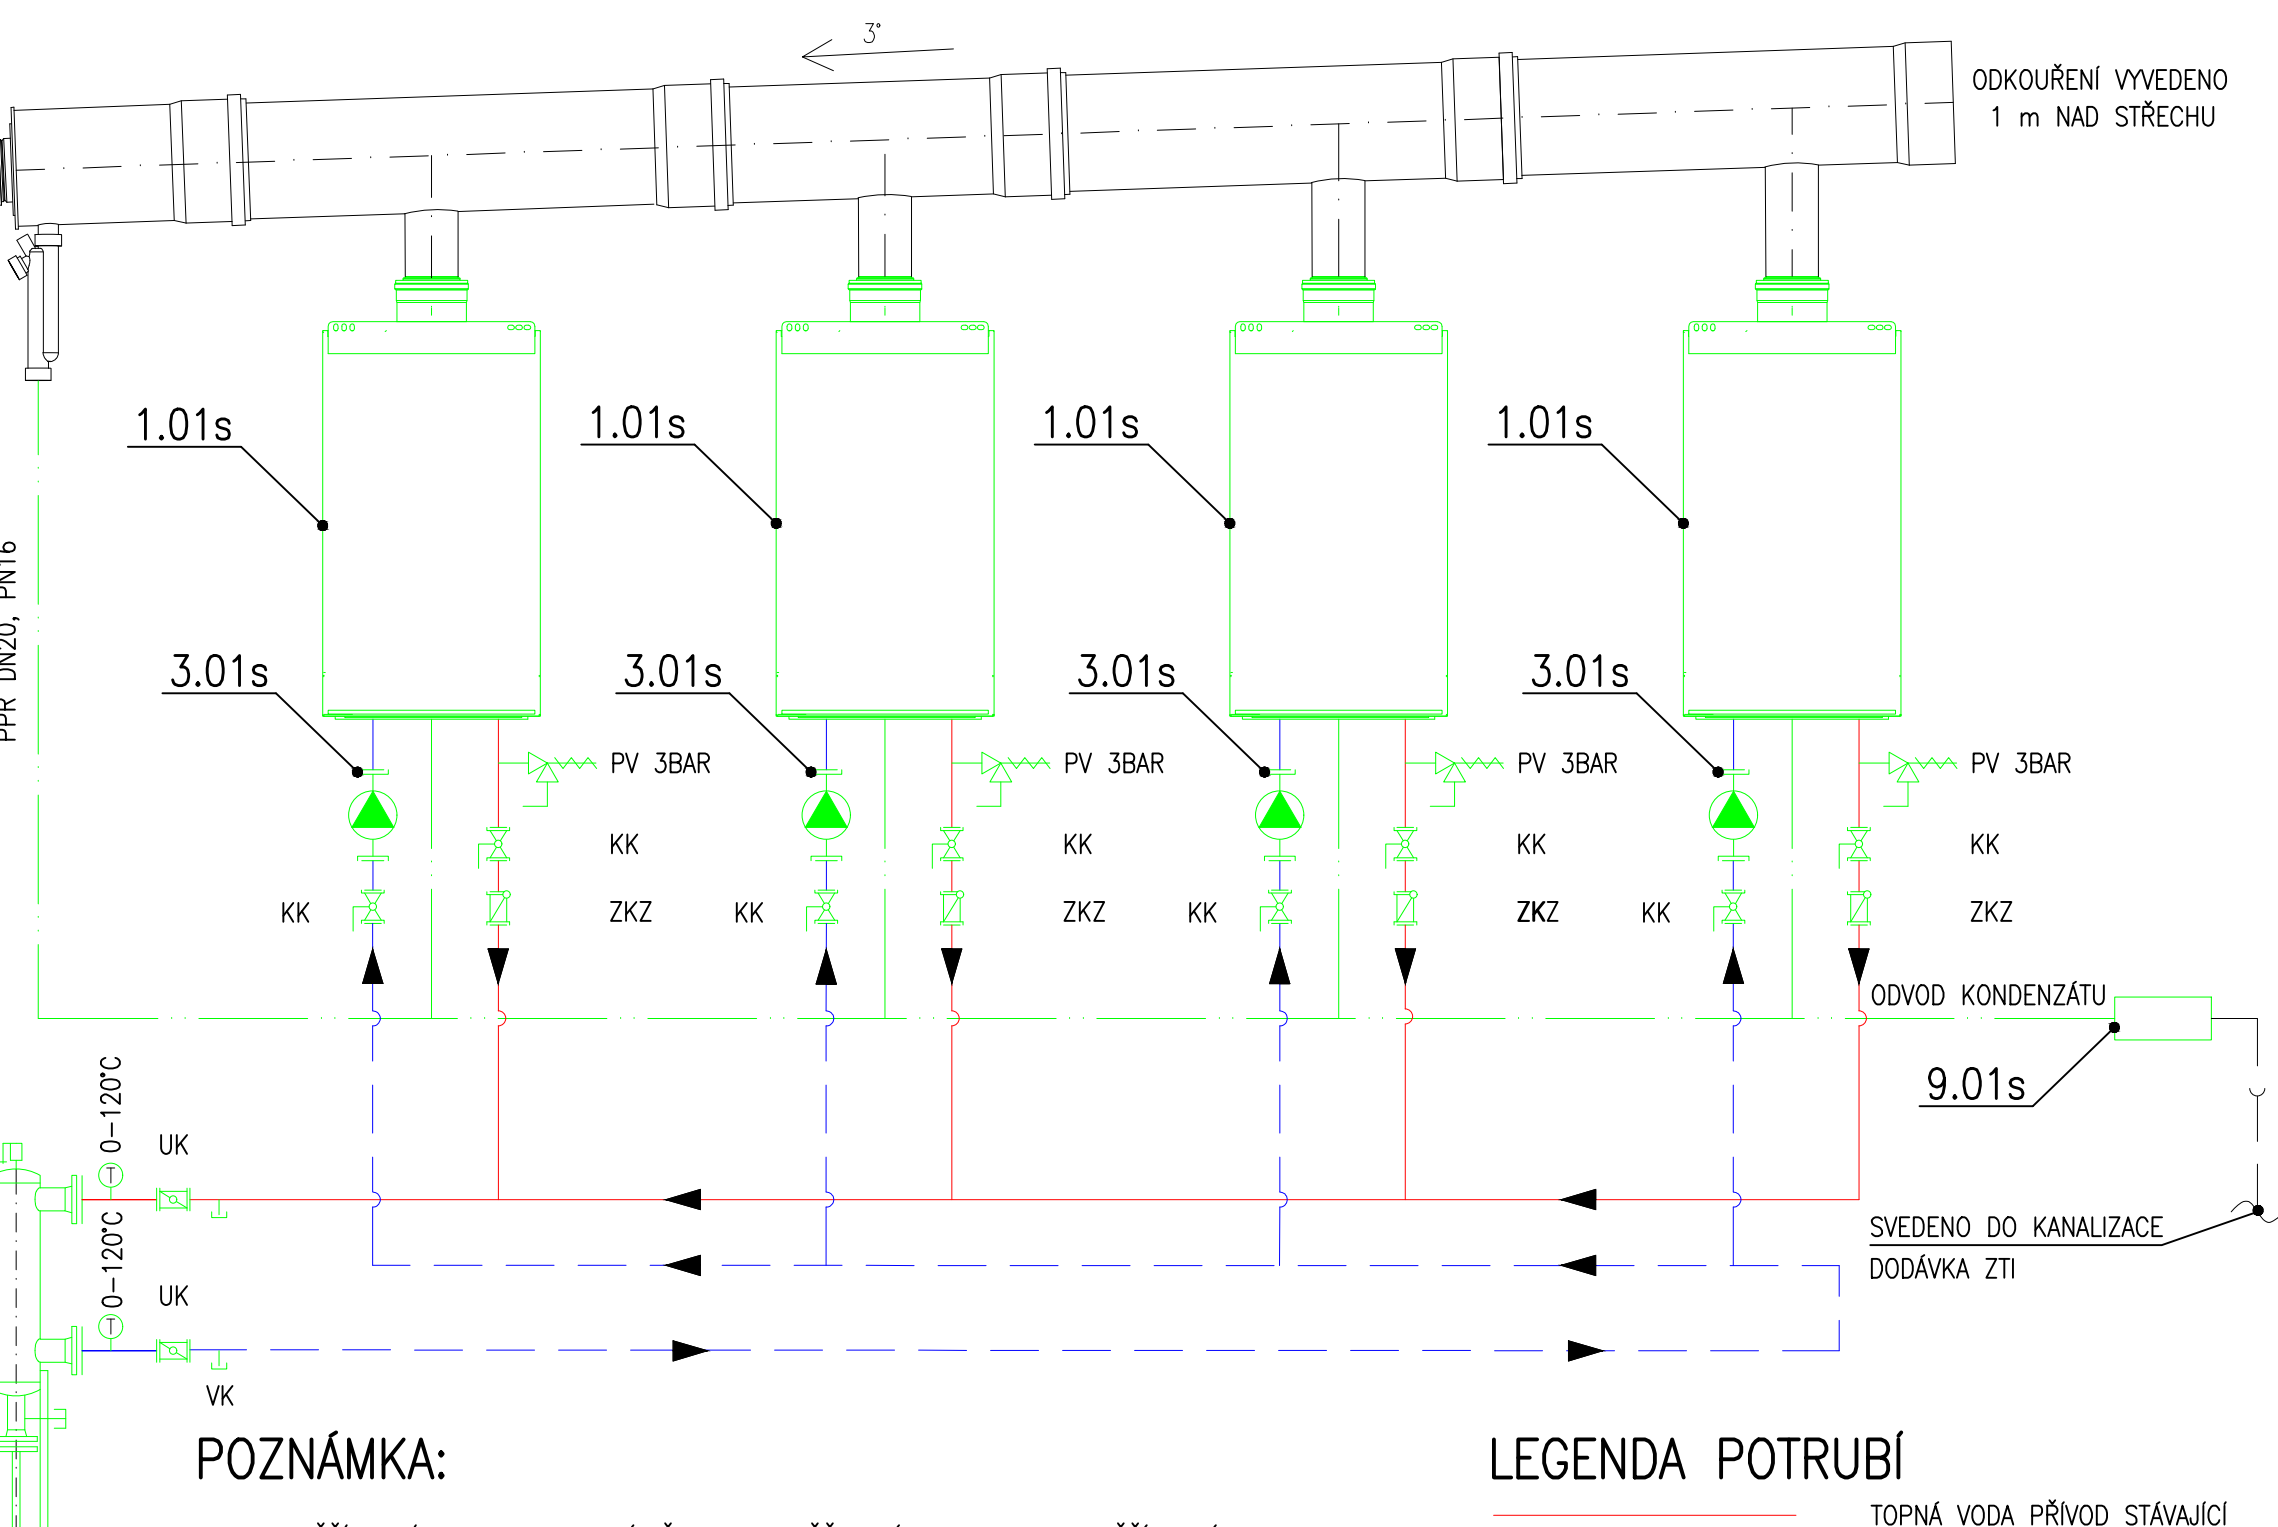 3°
ODKOUŘENÍ VYVEDENO
1 m NAD STŘECHU
1.01s
1.01s
1.01s
1.01s
PPR DN20, PN16
3.01s
3.01s
3.01s
3.01s
PV 3BAR
PV 3BAR
PV 3BAR
PV 3BAR
KK
KK
KK
KK
KK
ZKZ
KK
ZKZ
KK
ZKZ
KK
ZKZ
ODVOD KONDENZÁTU
9.01s
0-120°C
UK
SVEDENO DO KANALIZACE
DODÁVKA ZTI
0-120°C
UK
VK
POZNÁMKA:
LEGENDA POTRUBÍ
TOPNÁ VODA PŘÍVOD STÁVAJÍCÍ